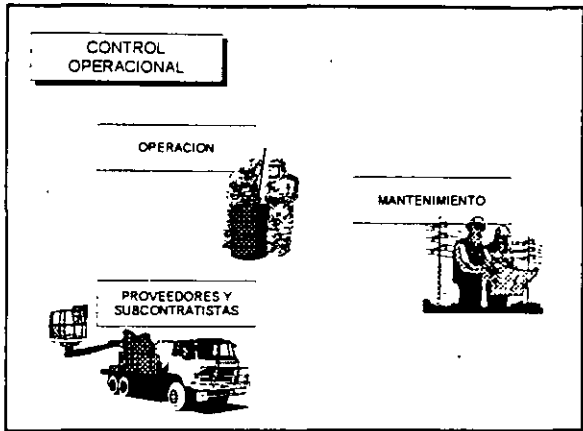 CONTROL
OPERACIONAL
OPERACION
MANTENIMIENTO
PROVEEDORES Y
SUBCONTRATISTAS